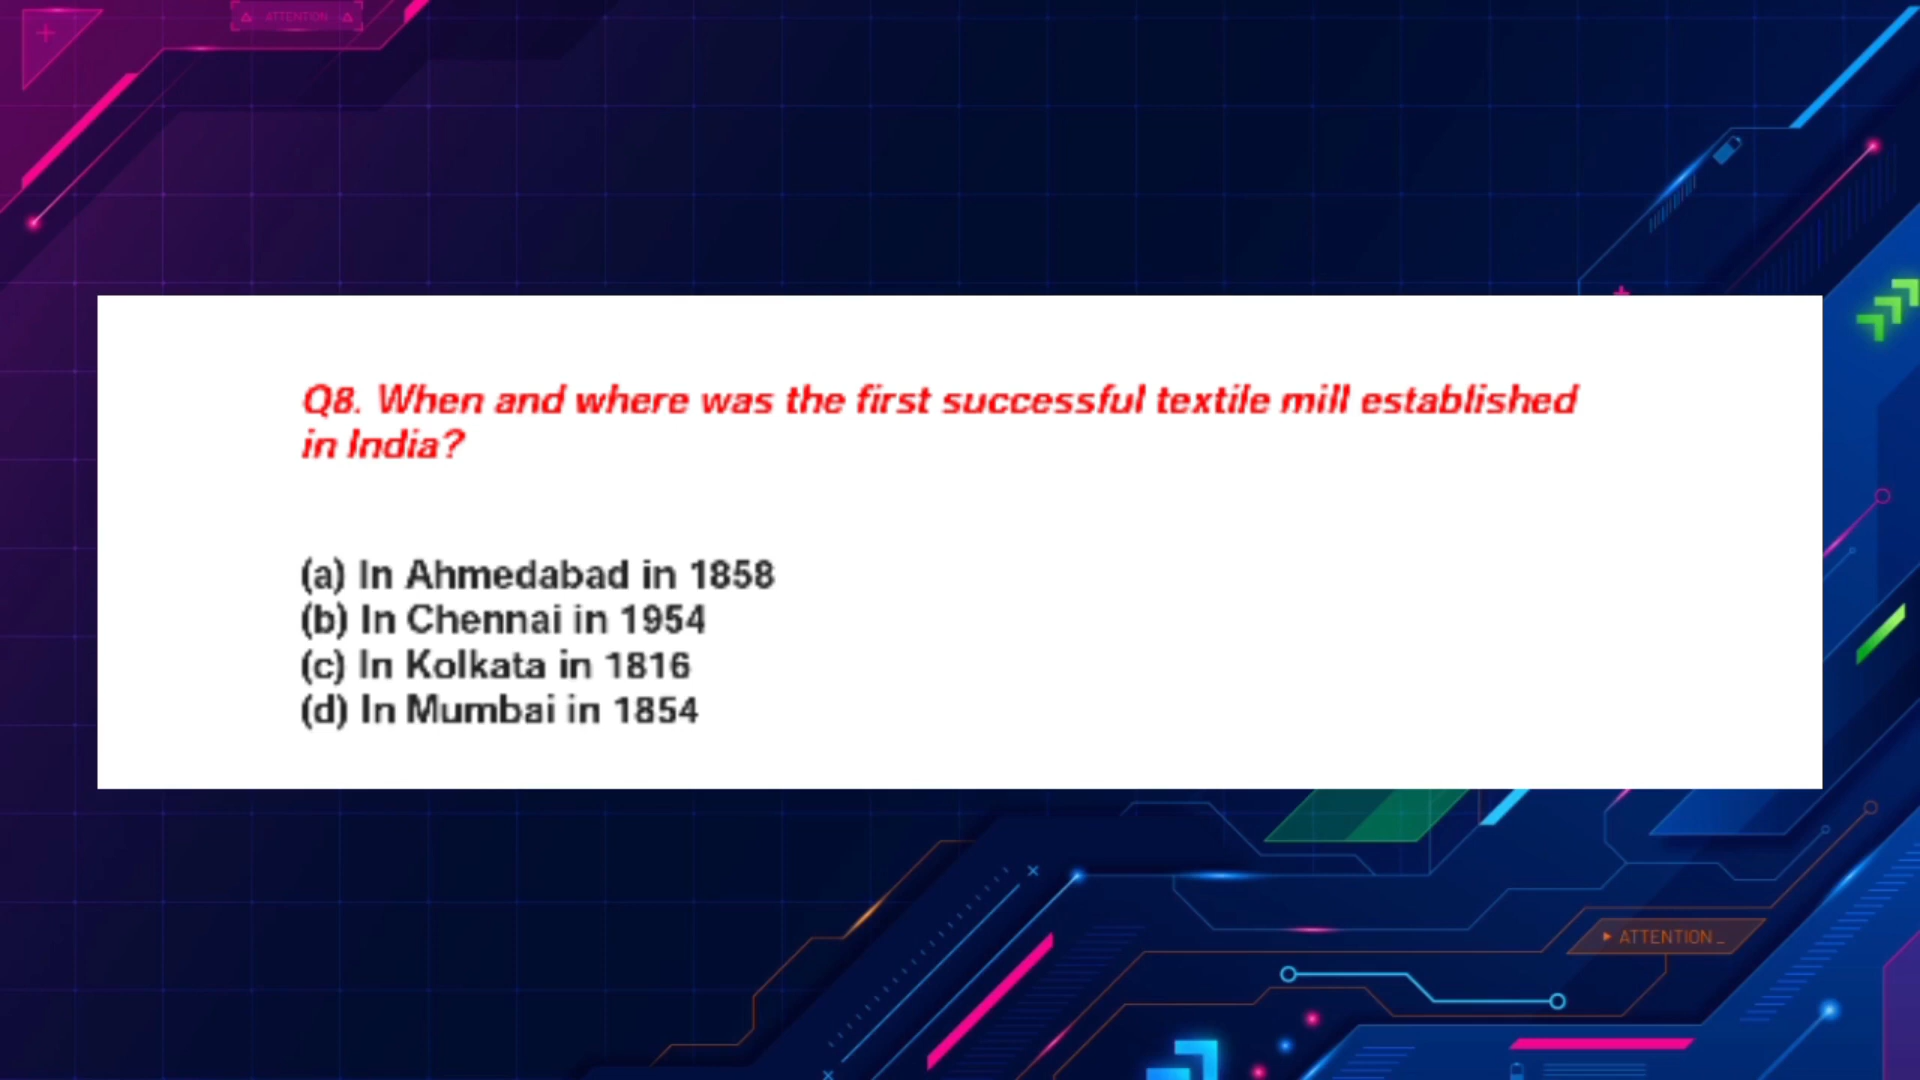 ATTENTION
Q8. When and where was the first successful textile mill established
in India?
(a) In Ahmedabad in 1858
(b) In Chennai in 1954
(c) In Kolkata in 1816
(d) In Mumbai in 1854
ATTENTION_